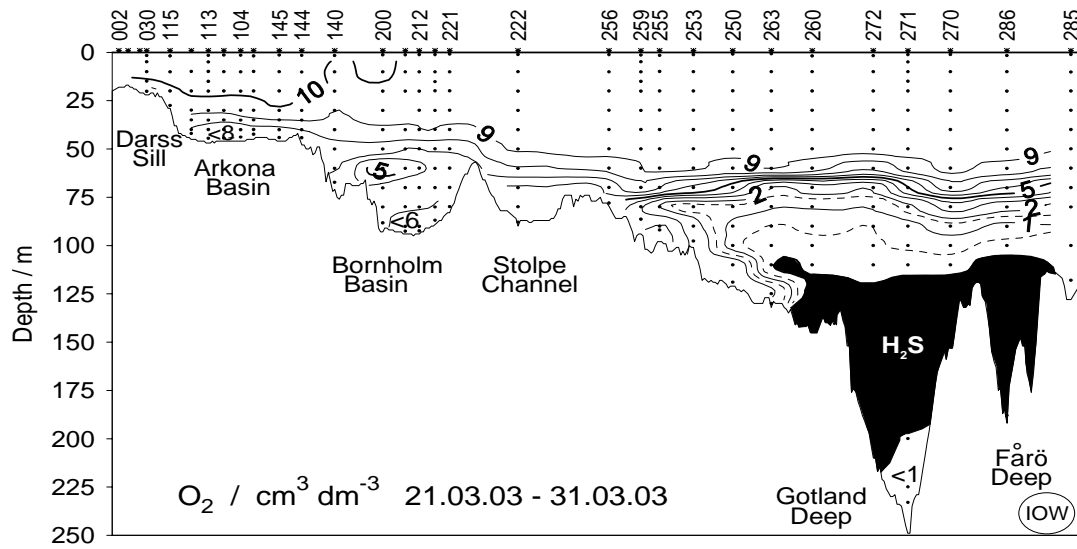 002 030 115 113 104 145 144 140 200 212 221 222 256 259 255 253 250 263 260 272 271 270 286 285
0
25
50
75
100
125
150
175
200
225
250
Depth / m
10
9
9
9
<8
5
5
<6
2
2
1
Darss
Sill
Arkona
Basin
Bornholm
Basin
Stolpe
Channel
H₂S
<1
Gotland
Deep
Fårö
Deep
O₂ / cm³ dm⁻³ 21.03.03 - 31.03.03
IOW